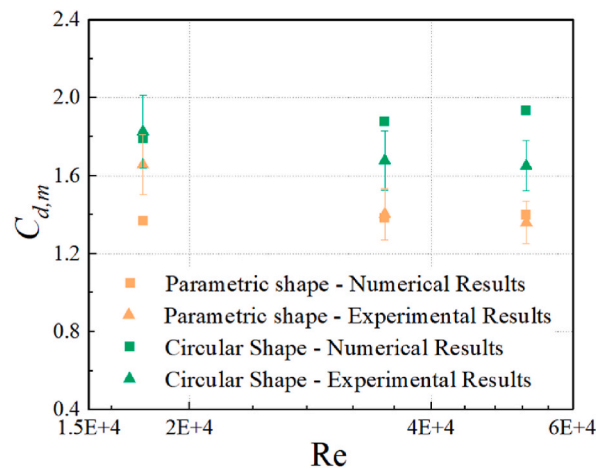 2.4
2.0
1.6
1.2
0.8
0.4
C_{d,m}
Parametric shape - Numerical Results
Parametric shape - Experimental Results
Circular Shape - Numerical Results
Circular Shape - Experimental Results
1.5E+4 2E+4 4E+4 6E+4
Re